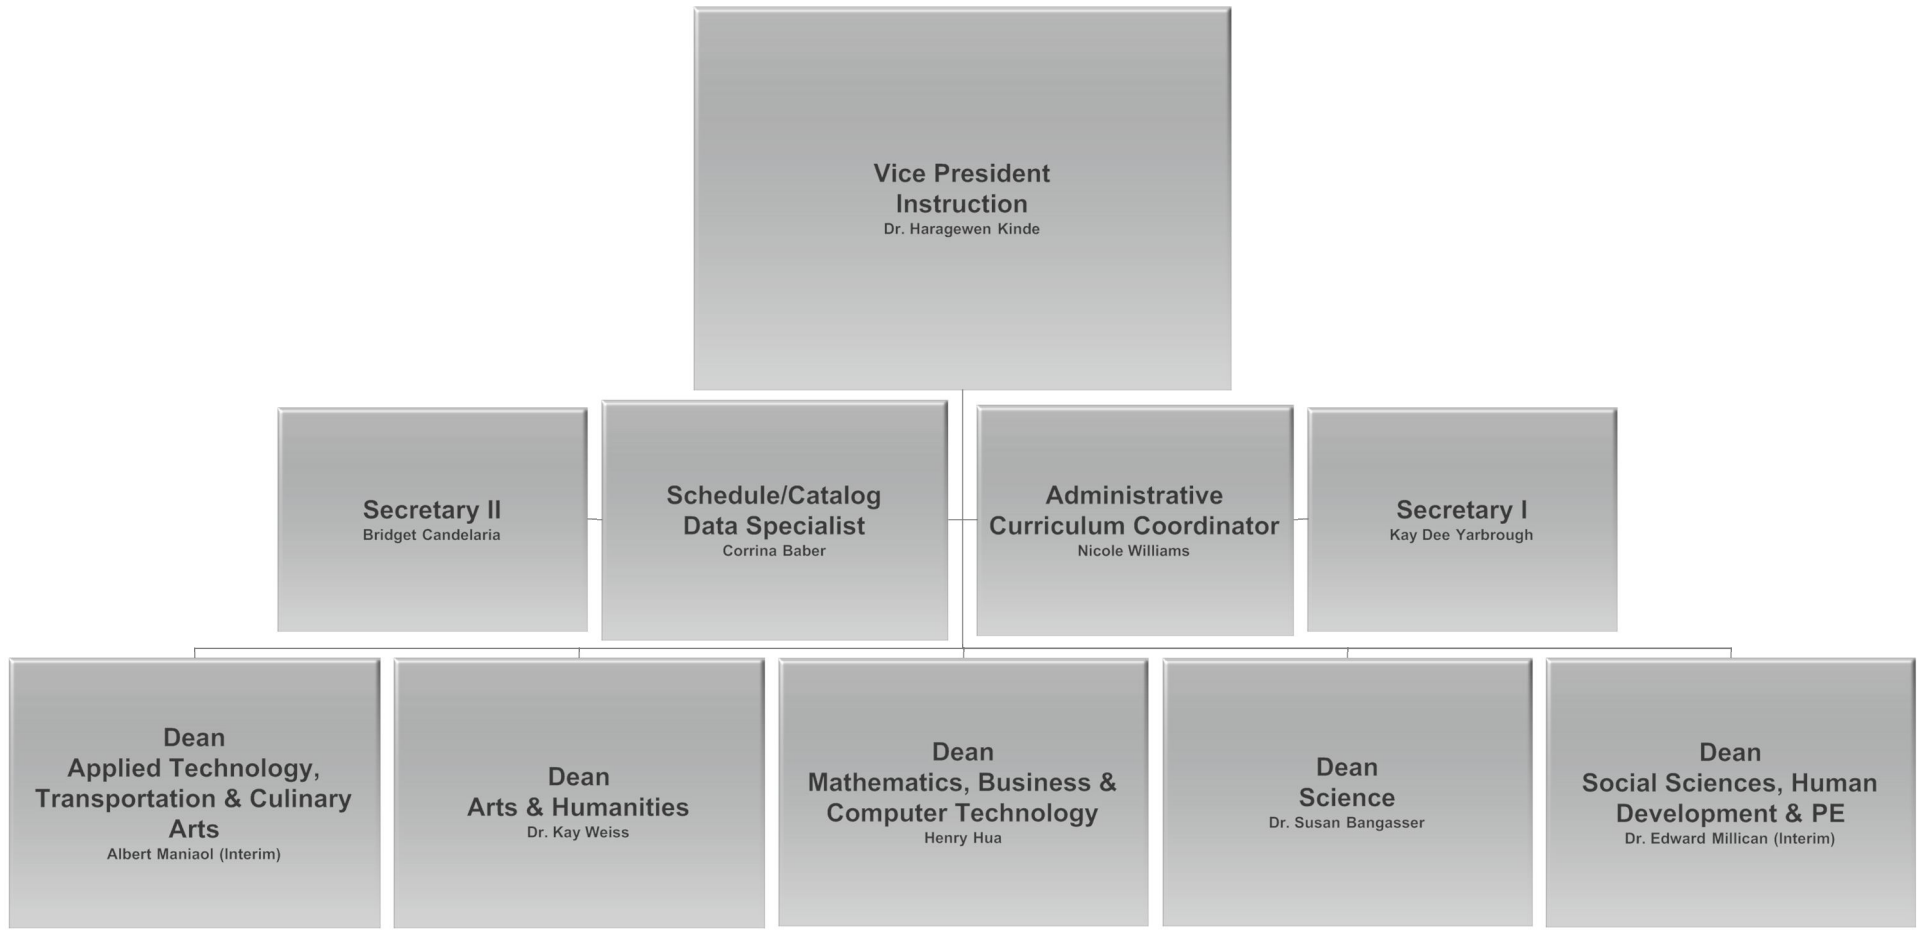 Vice President
Instruction
Dr. Haragewen Kinde
Secretary II
Bridget Candelaria
Schedule/Catalog
Data Specialist
Corrina Baber
Administrative
Curriculum Coordinator
Nicole Williams
Secretary I
Kay Dee Yarbrough
Dean
Applied Technology,
Transportation & Culinary
Arts
Albert Maniaol (Interim)
Dean
Arts & Humanities
Dr. Kay Weiss
Dean
Mathematics, Business &
Computer Technology
Henry Hua
Dean
Science
Dr. Susan Bangasser
Dean
Social Sciences, Human
Development & PE
Dr. Edward Millican (Interim)